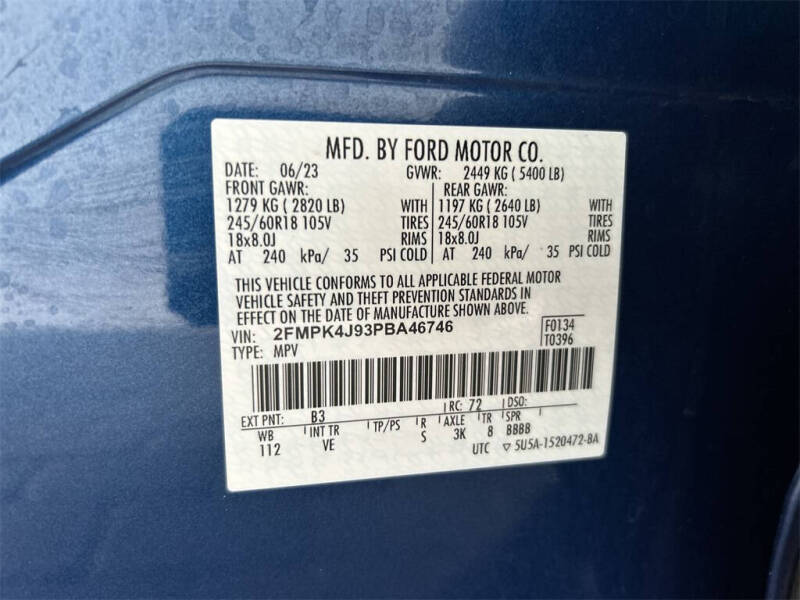 MFD. BY FORD MOTOR CO.
DATE: 06/23 GVWR: 2449 KG ( 5400 LB)
FRONT GAWR: REAR GAWR:
1279 KG ( 2820 LB) WITH 1197 KG ( 2640 LB) WITH
245/60R18 105V TIRES 245/60R18 105V TIRES
18x8.0J RIMS 18x8.0J RIMS
AT 240 kPa/ 35 PSI COLD AT 240 kPa/ 35 PSI COLD
THIS VEHICLE CONFORMS TO ALL APPLICABLE FEDERAL MOTOR
VEHICLE SAFETY AND THEFT PREVENTION STANDARDS IN
EFFECT ON THE DATE OF MANUFACTURE SHOWN ABOVE.
VIN: 2FMPK4J93PBA46746 F0134
TYPE: MPV T0396
EXT PNT: B3 RC: 72 DSO:
WB INT TR TP/PS R AXLE TR SPR
112 VE S 3K 8 BBBB
UTC ▽ 5U5A-1520472-BA